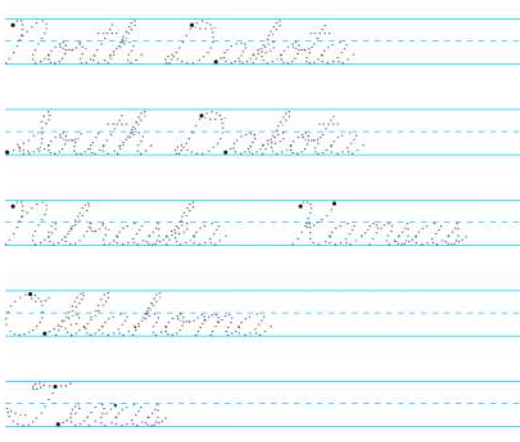 North Dakota
South Dakota
Nebraska Kansas
Oklahoma
Texas